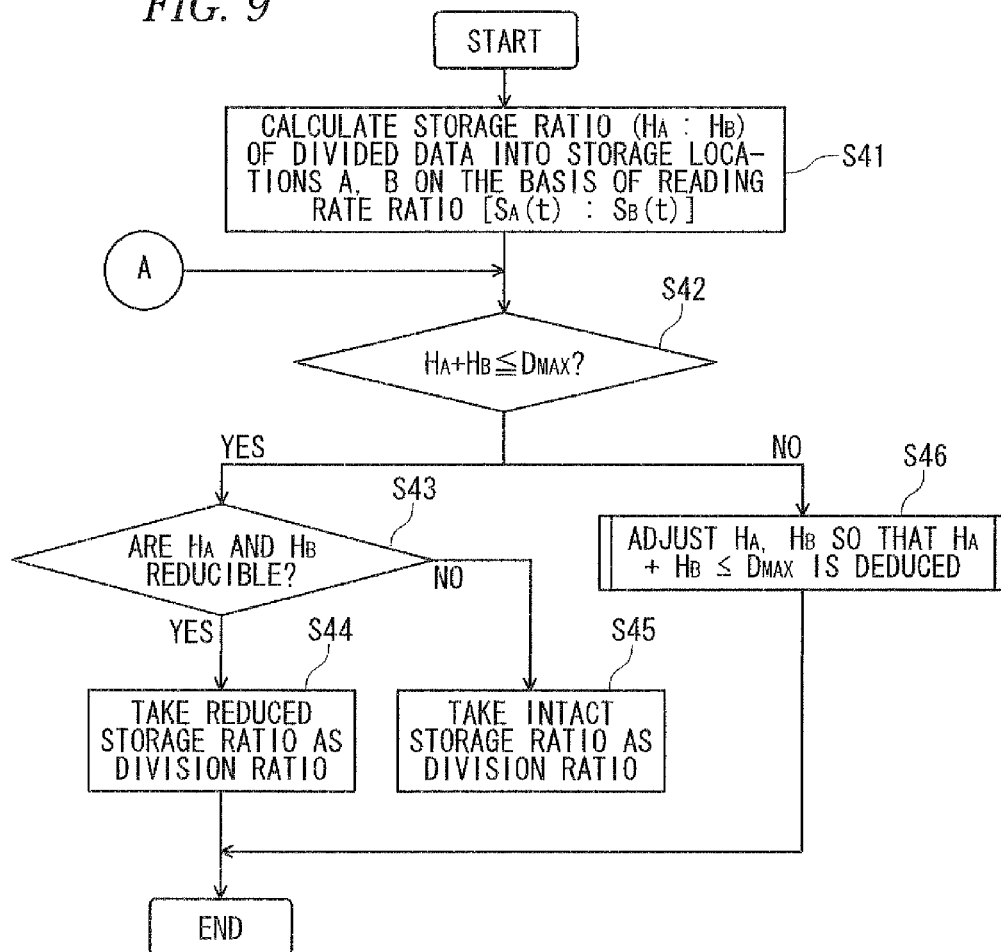 FIG. 9
START
CALCULATE STORAGE RATIO (HA : HB)
OF DIVIDED DATA INTO STORAGE LOCA-
TIONS A, B ON THE BASIS OF READING
RATE RATIO [SA(t) : SB(t)]
S41
A
S42
HA+HB≦DMAX?
YES
NO
S43
S46
ARE HA AND HB
REDUCIBLE?
ADJUST HA, HB SO THAT HA
+ HB ≤ DMAX IS DEDUCED
NO
YES
S44
S45
TAKE REDUCED
STORAGE RATIO AS
DIVISION RATIO
TAKE INTACT
STORAGE RATIO AS
DIVISION RATIO
END